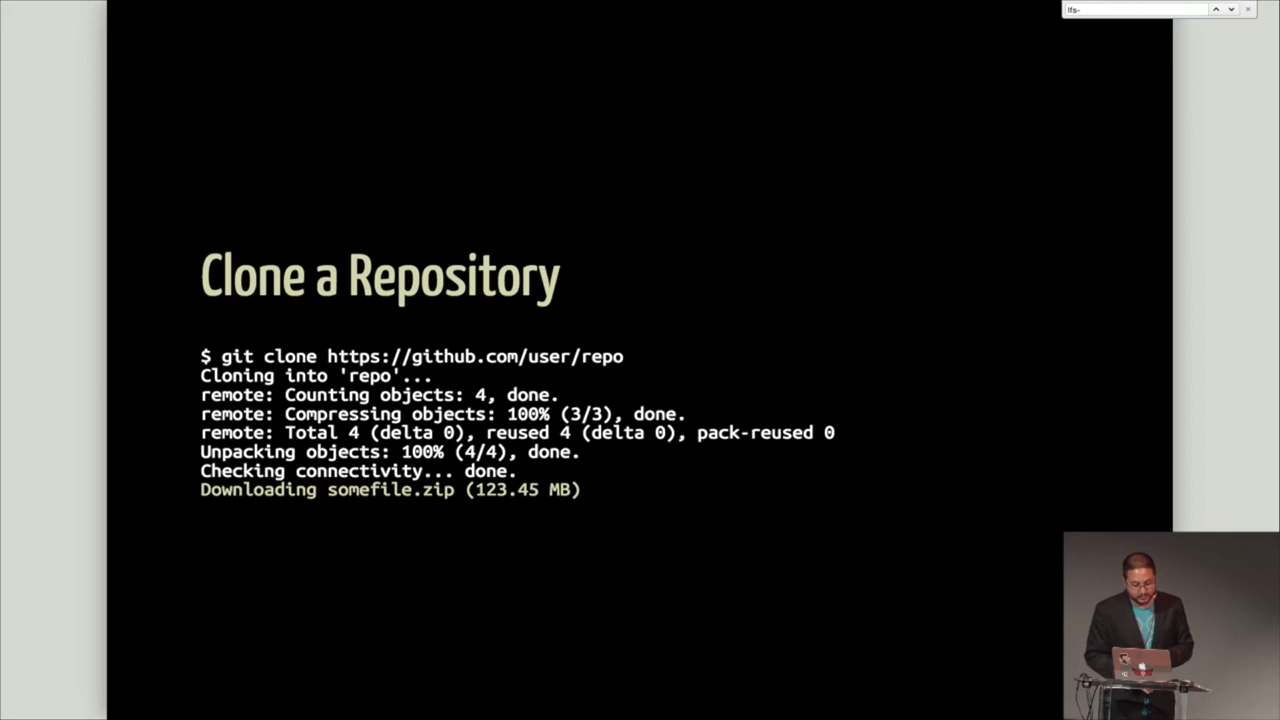 lfs-
Clone a Repository
$ git clone https://github.com/user/repo
Cloning into 'repo'...
remote: Counting objects: 4, done.
remote: Compressing objects: 100% (3/3), done.
remote: Total 4 (delta 0), reused 4 (delta 0), pack-reused 0
Unpacking objects: 100% (4/4), done.
Checking connectivity... done.
Downloading somefile.zip (123.45 MB)